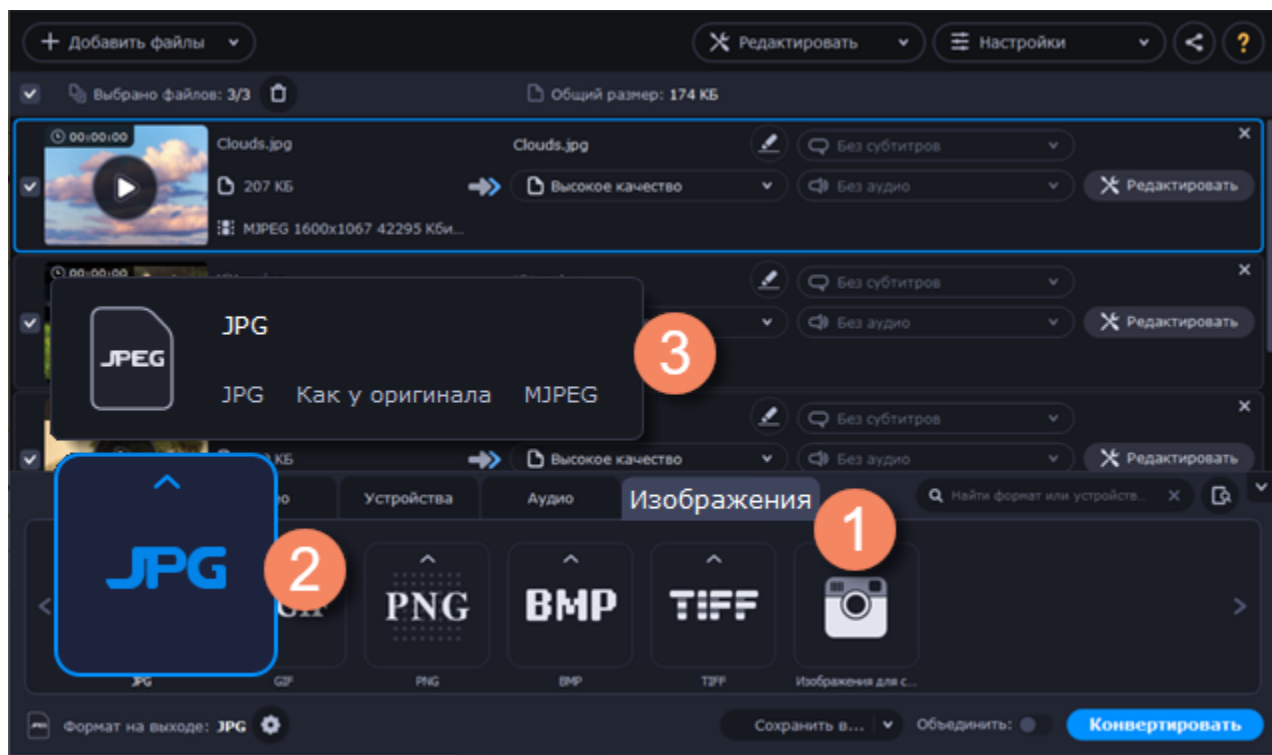 Добавить файлы
Редактировать
Настройки
?
Выбрано файлов: 3/3
Общий размер: 174 КБ
00:00:00
Clouds.jpg
Clouds.jpg
Без субтитров
207 КБ
Высокое качество
Без аудио
Редактировать
MJPEG 1600x1067 42295 Кби...
00:00:00
Без субтитров
Без аудио
Редактировать
JPEG
JPG
JPG Как у оригинала MJPEG
3
Без субтитров
КБ
Высокое качество
Без аудио
Редактировать
Устройства
Аудио
Изображения
1
Найти формат или устройств...
JPG
2
GIF
PNG
BMP
TIFF
JPG
GIF
PNG
BMP
TIFF
Изображения для с...
Формат на выходе: JPG
Сохранить в...
Объединить:
Конвертировать